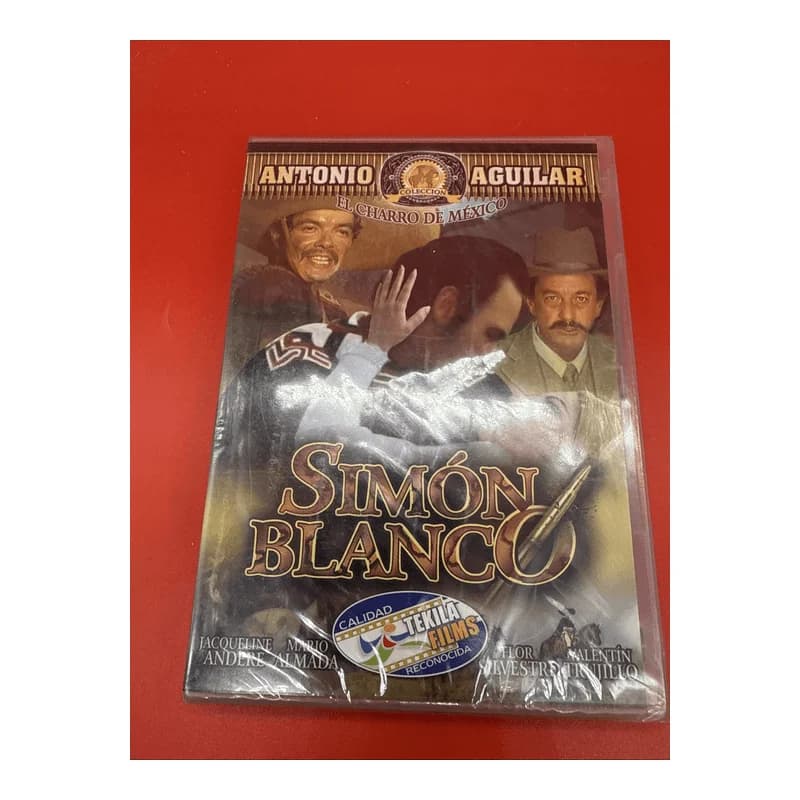 ANTONIO AGUILAR
COLECCION
EL CHARRO DE MÉXICO
SIMÓN
BLANCO
CALIDAD
TEKILA
FILMS
RECONOCIDA
JACQUELINE ANDERE
MARIO ALMADA
FLOR SILVESTRE
VALENTÍN TRUJILLO